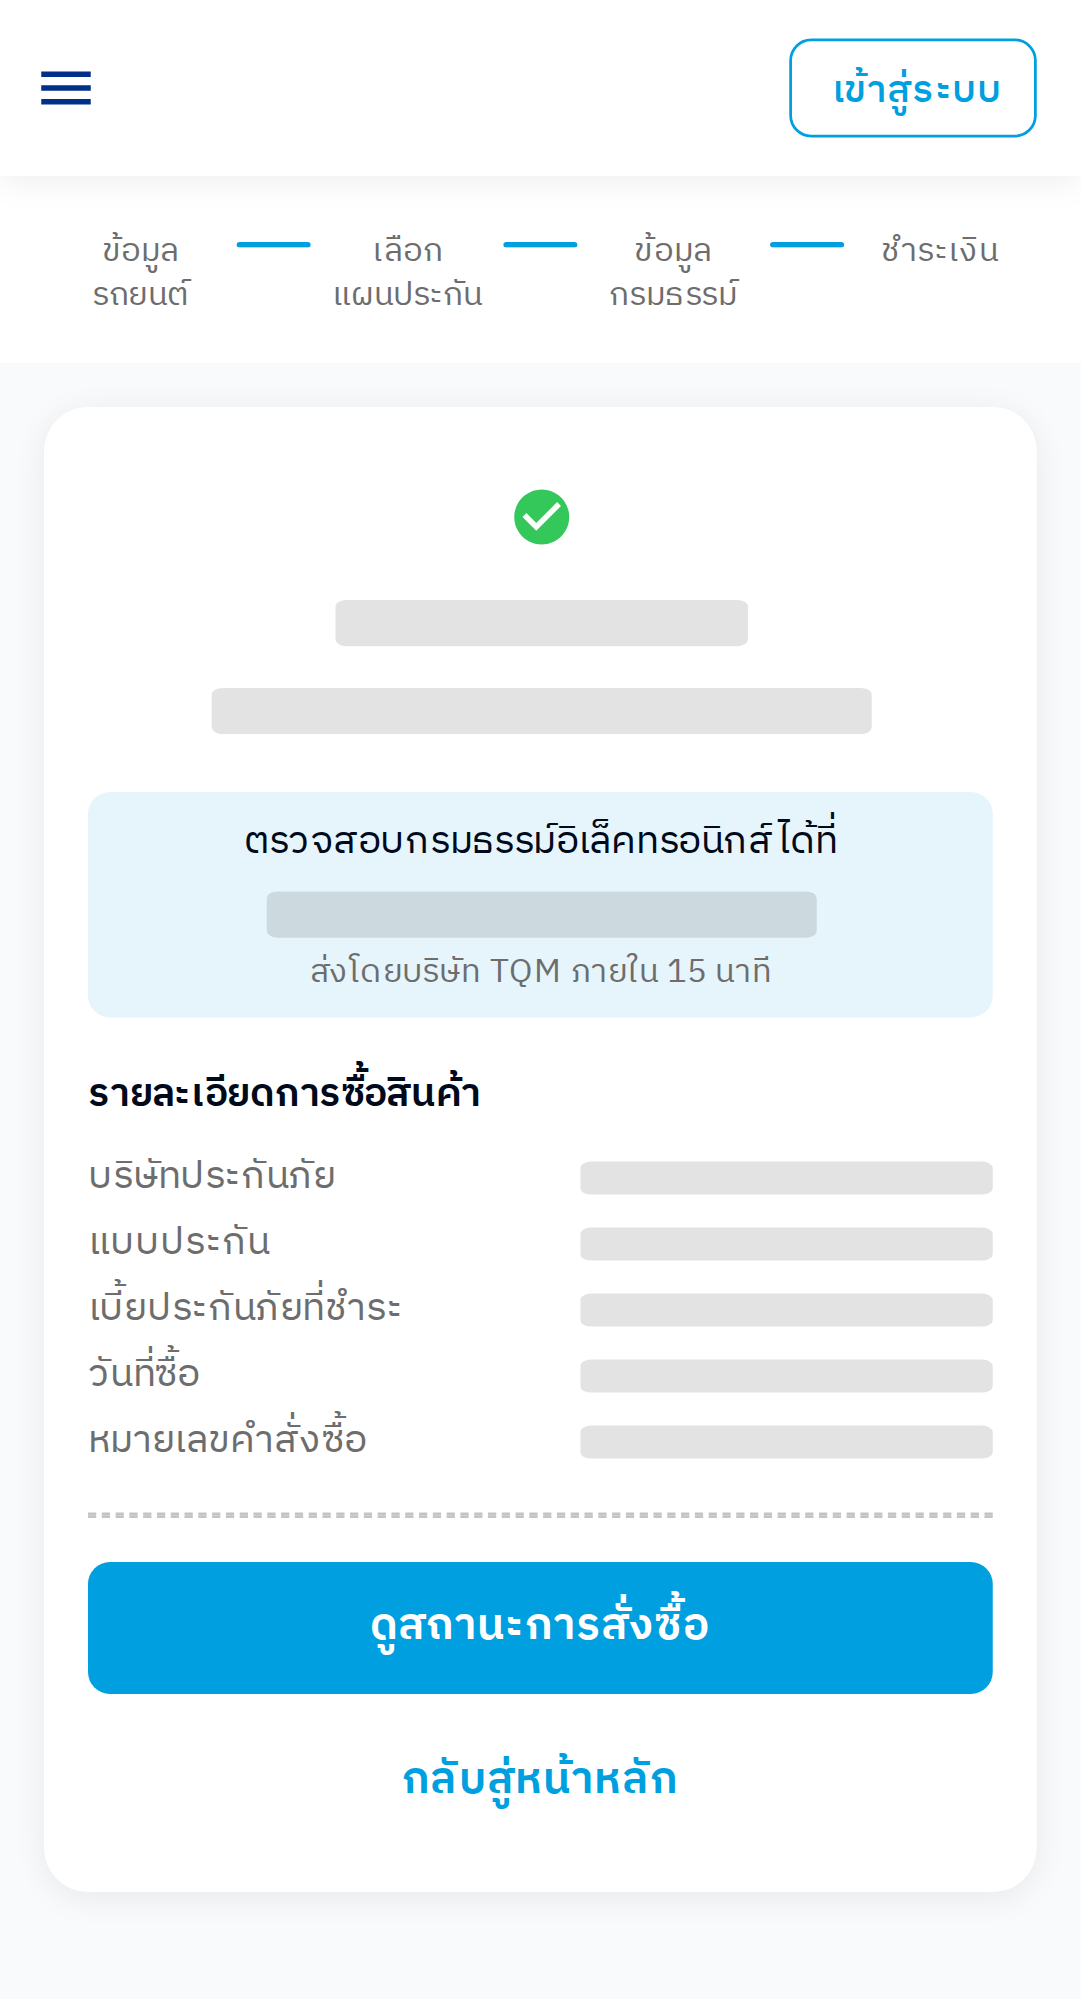 เข้าสู่ระบบ
ข้อมูล
รถยนต์
เลือก
แผนประกัน
ข้อมูล
กรมธรรม์
ชำระเงิน
ตรวจสอบกรมธรรม์อิเล็คทรอนิกส์ได้ที่
ส่งโดยบริษัท TQM ภายใน 15 นาที
รายละเอียดการซื้อสินค้า
บริษัทประกันภัย
แบบประกัน
เบี้ยประกันภัยที่ชำระ
วันที่ซื้อ
หมายเลขคำสั่งซื้อ
ดูสถานะการสั่งซื้อ
กลับสู่หน้าหลัก